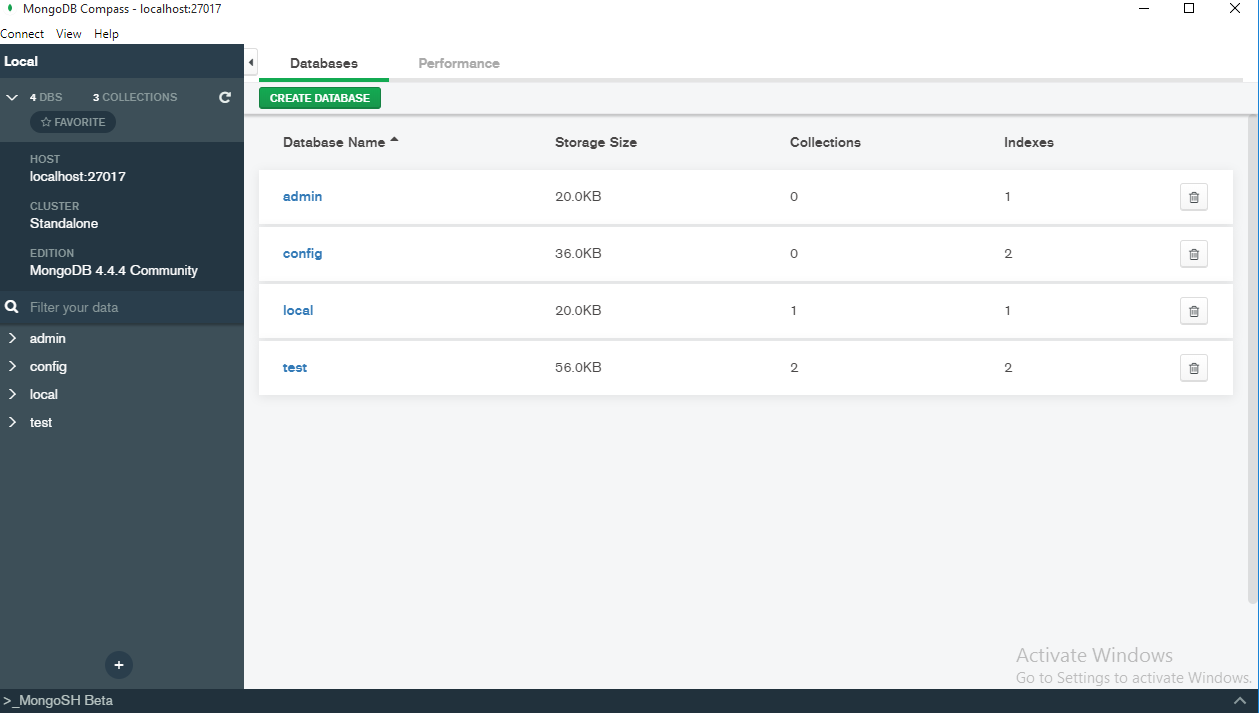 MongoDB Compass - localhost:27017
Connect View Help
Local
4 DBS 3 COLLECTIONS
FAVORITE
HOST
localhost:27017
CLUSTER
Standalone
EDITION
MongoDB 4.4.4 Community
Filter your data
admin
config
local
test
Databases Performance
CREATE DATABASE
Database Name Storage Size Collections Indexes
admin 20.0KB 0 1
config 36.0KB 0 2
local 20.0KB 1 1
test 56.0KB 2 2
Activate Windows
Go to Settings to activate Windows.
>_MongoSH Beta